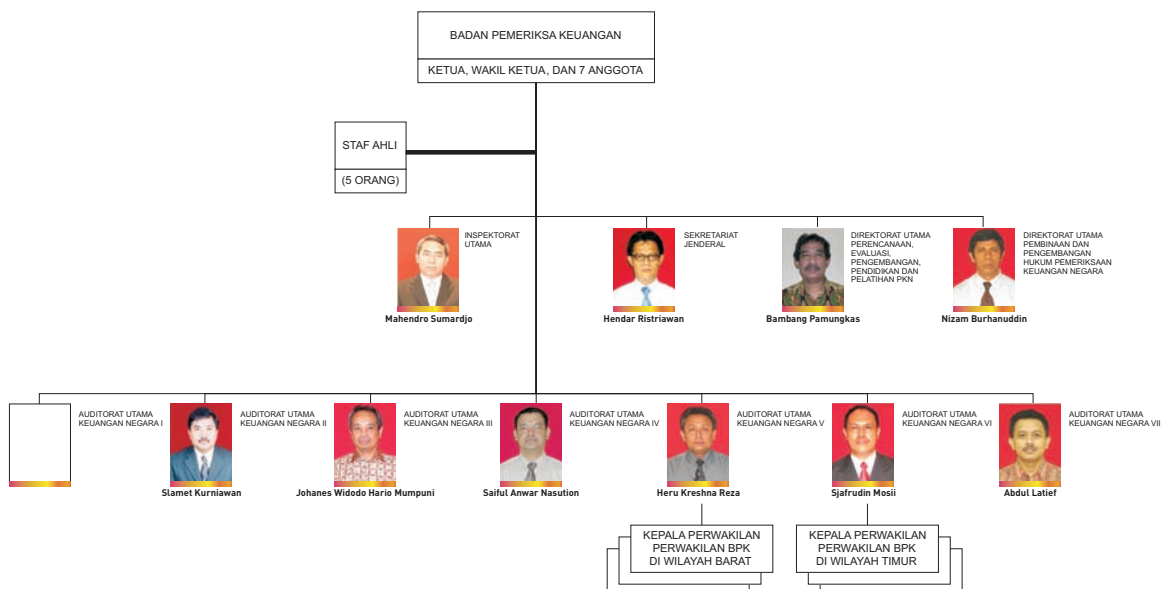 BADAN PEMERIKSA KEUANGAN
KETUA, WAKIL KETUA, DAN 7 ANGGOTA
STAF AHLI
(5 ORANG)
INSPEKTORAT
UTAMA
Mahendro Sumardjo
SEKRETARIAT
JENDERAL
Hendar Ristriawan
DIREKTORAT UTAMA
PERENCANAAN,
EVALUASI,
PENGEMBANGAN,
PENDIDIKAN DAN
PELATIHAN PKN
Bambang Pamungkas
DIREKTORAT UTAMA
PEMBINAAN DAN
PENGEMBANGAN
HUKUM PEMERIKSAAN
KEUANGAN NEGARA
Nizam Burhanuddin
AUDITORAT UTAMA
KEUANGAN NEGARA I
AUDITORAT UTAMA
KEUANGAN NEGARA II
Slamet Kurniawan
AUDITORAT UTAMA
KEUANGAN NEGARA III
Johanes Widodo Hario Mumpuni
AUDITORAT UTAMA
KEUANGAN NEGARA IV
Saiful Anwar Nasution
AUDITORAT UTAMA
KEUANGAN NEGARA V
Heru Kreshna Reza
AUDITORAT UTAMA
KEUANGAN NEGARA VI
Sjafrudin Mosii
AUDITORAT UTAMA
KEUANGAN NEGARA VII
Abdul Latief
KEPALA PERWAKILAN
PERWAKILAN BPK
DI WILAYAH BARAT
KEPALA PERWAKILAN
PERWAKILAN BPK
DI WILAYAH TIMUR